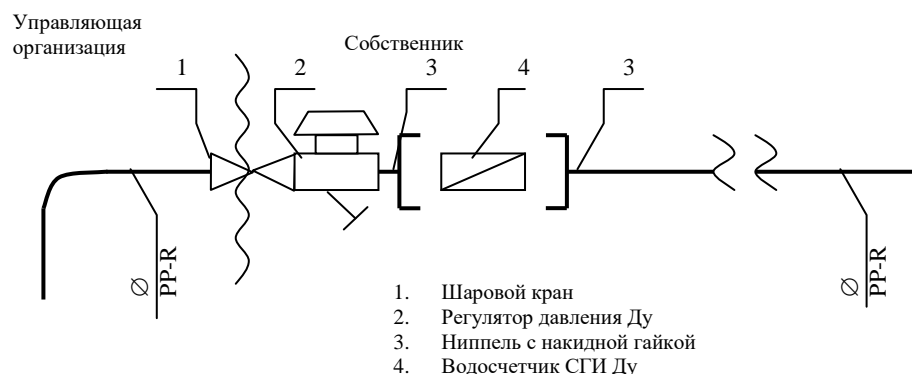 Управляющая
организация
Собственник
1
2
3
4
3
∅
PP-R
∅
PP-R
1. Шаровой кран
2. Регулятор давления Ду
3. Ниппель с накидной гайкой
4. Водосчетчик СГИ Ду